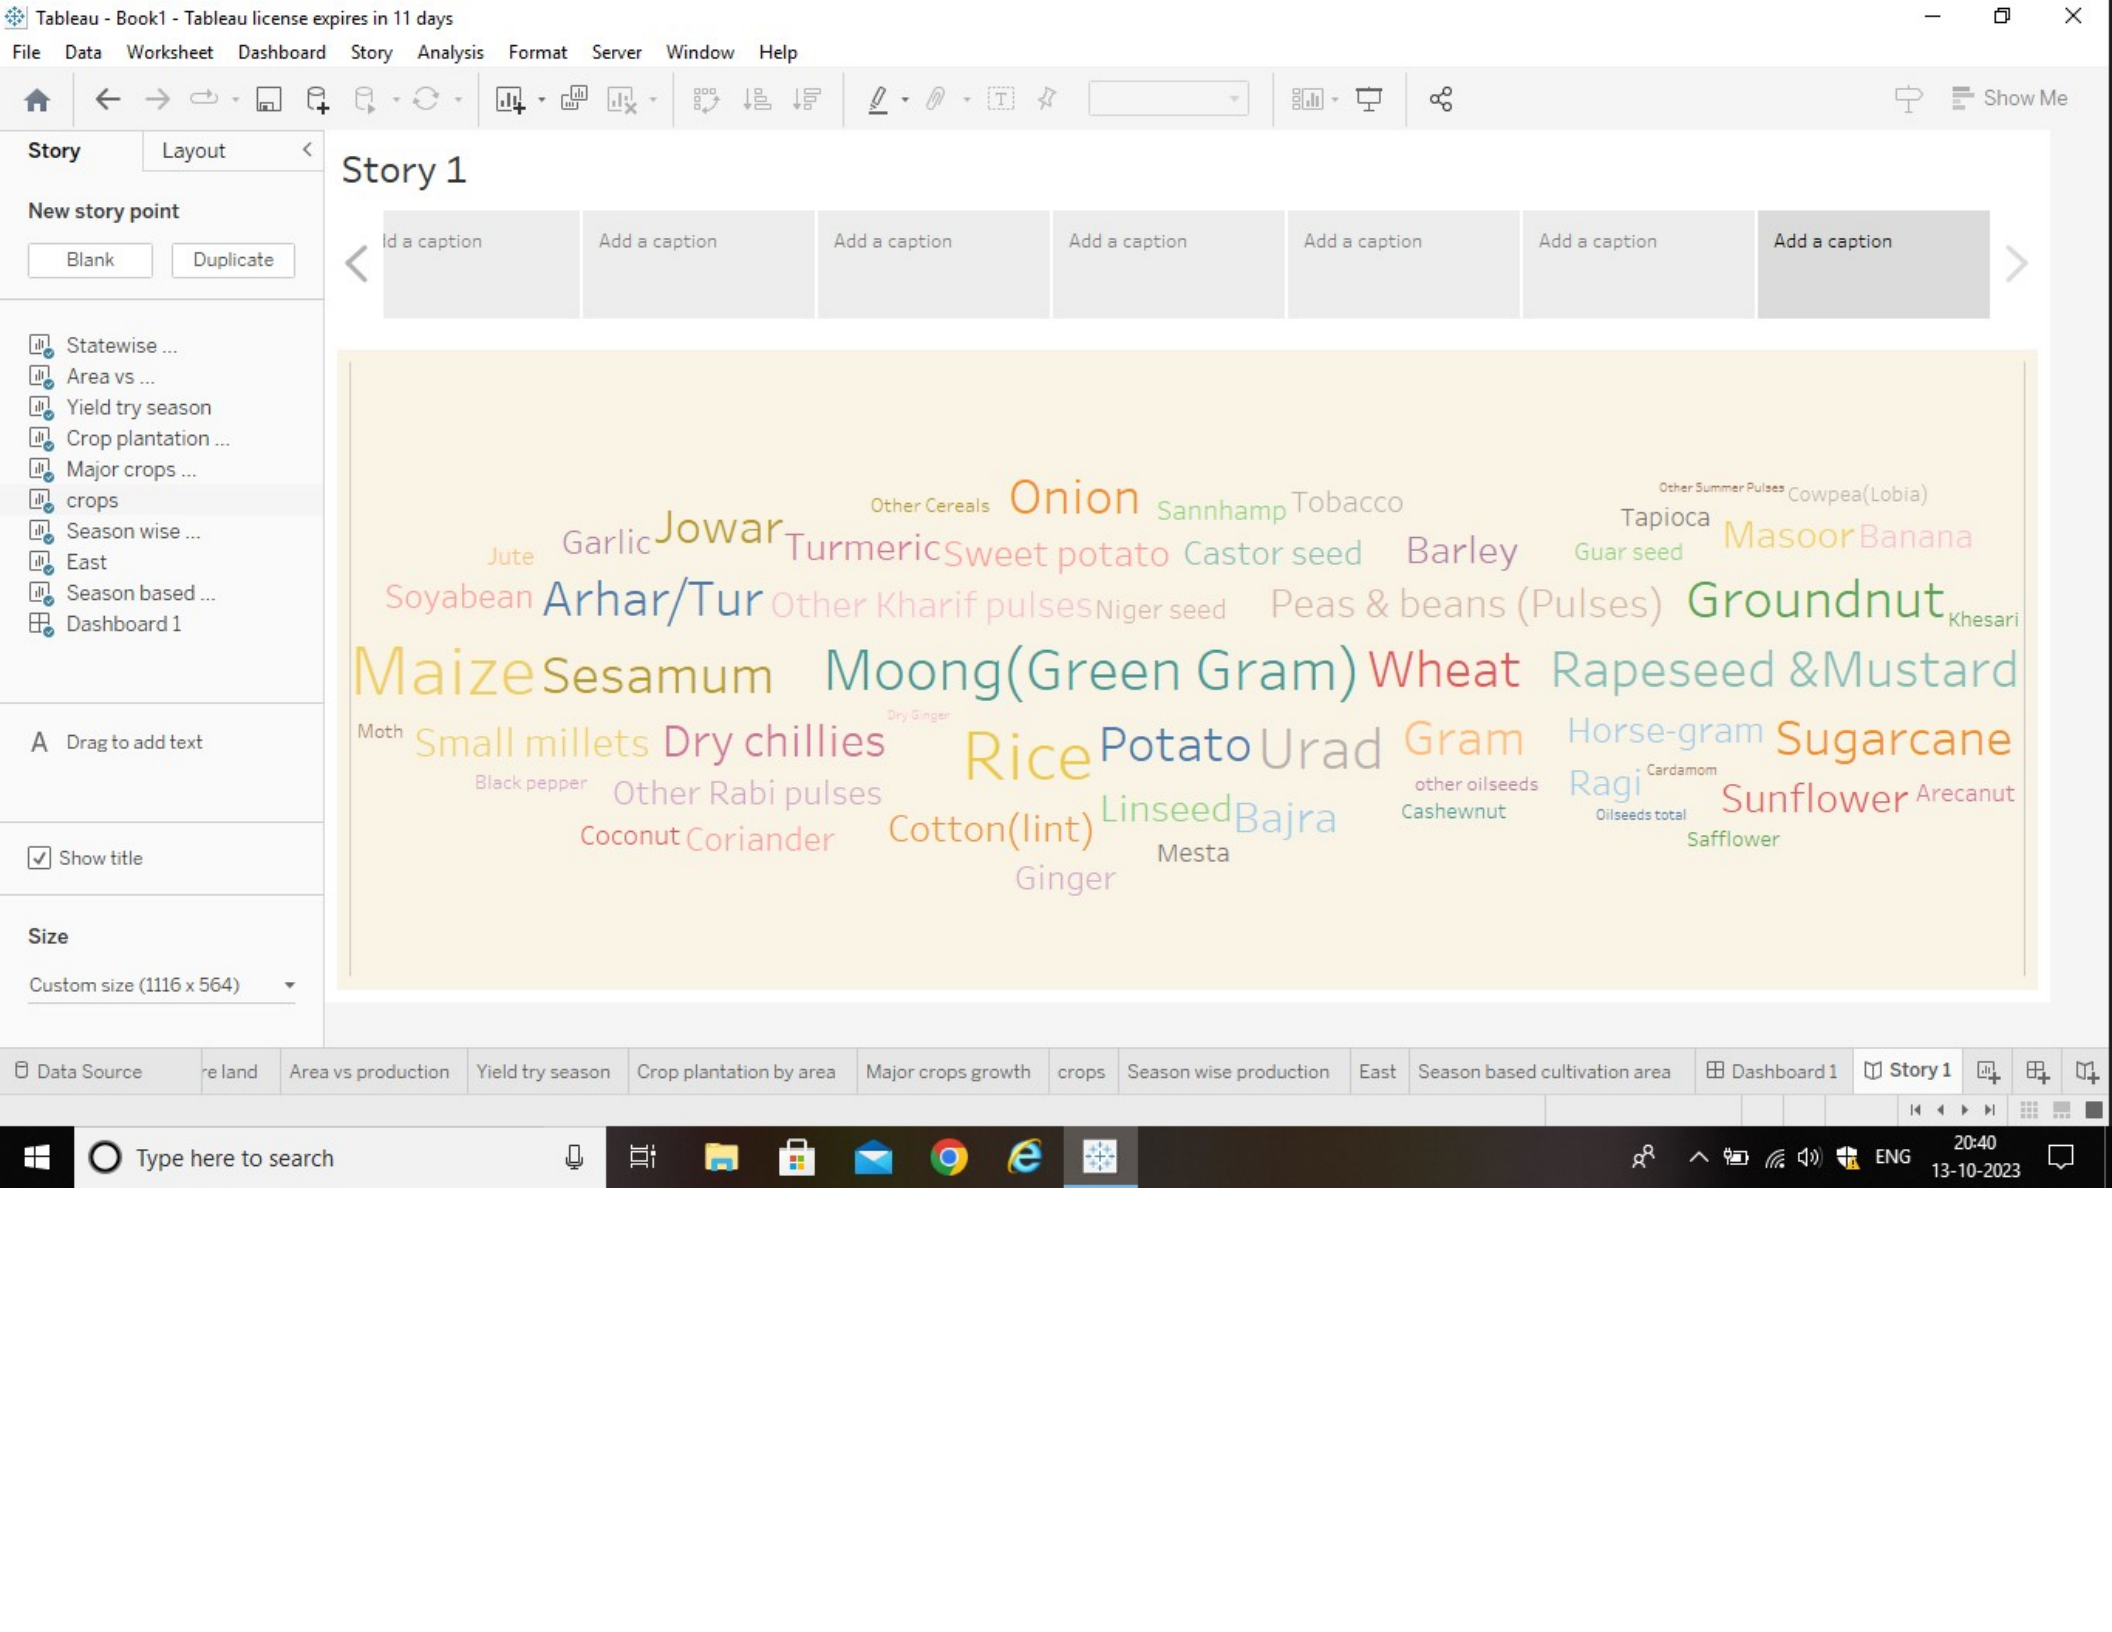 Tableau - Book1 - Tableau license expires in 11 days
File Data Worksheet Dashboard Story Analysis Format Server Window Help
Show Me
Story Layout
New story point
Blank Duplicate
Statewise ...
Area vs ...
Yield try season
Crop plantation ...
Major crops ...
crops
Season wise ...
East
Season based ...
Dashboard 1
A Drag to add text
Show title
Size
Custom size (1116 x 564)
Story 1
ld a caption Add a caption Add a caption Add a caption Add a caption Add a caption Add a caption
Other Summer Pulses Cowpea(Lobia)
Other Cereals Onion Sannhamp Tobacco Tapioca
Jute Garlic Jowar Turmeric Sweet potato Castor seed Barley Guar seed Masoor Banana
Soyabean Arhar/Tur Other Kharif pulses Niger seed Peas & beans (Pulses) Groundnut Khesari
Maize Sesamum Moong(Green Gram) Wheat Rapeseed &Mustard
Dry Ginger
Moth Small millets Dry chillies Rice Potato Urad Gram Horse-gram Sugarcane
Black pepper Other Rabi pulses other oilseeds Ragi Cardamom Sunflower Arecanut
Linseed Bajra Cashewnut Oilseeds total
Coconut Coriander Cotton(lint) Safflower
Mesta
Ginger
Data Source re land Area vs production Yield try season Crop plantation by area Major crops growth crops Season wise production East Season based cultivation area Dashboard 1 Story 1
Type here to search
ENG
20:40
13-10-2023